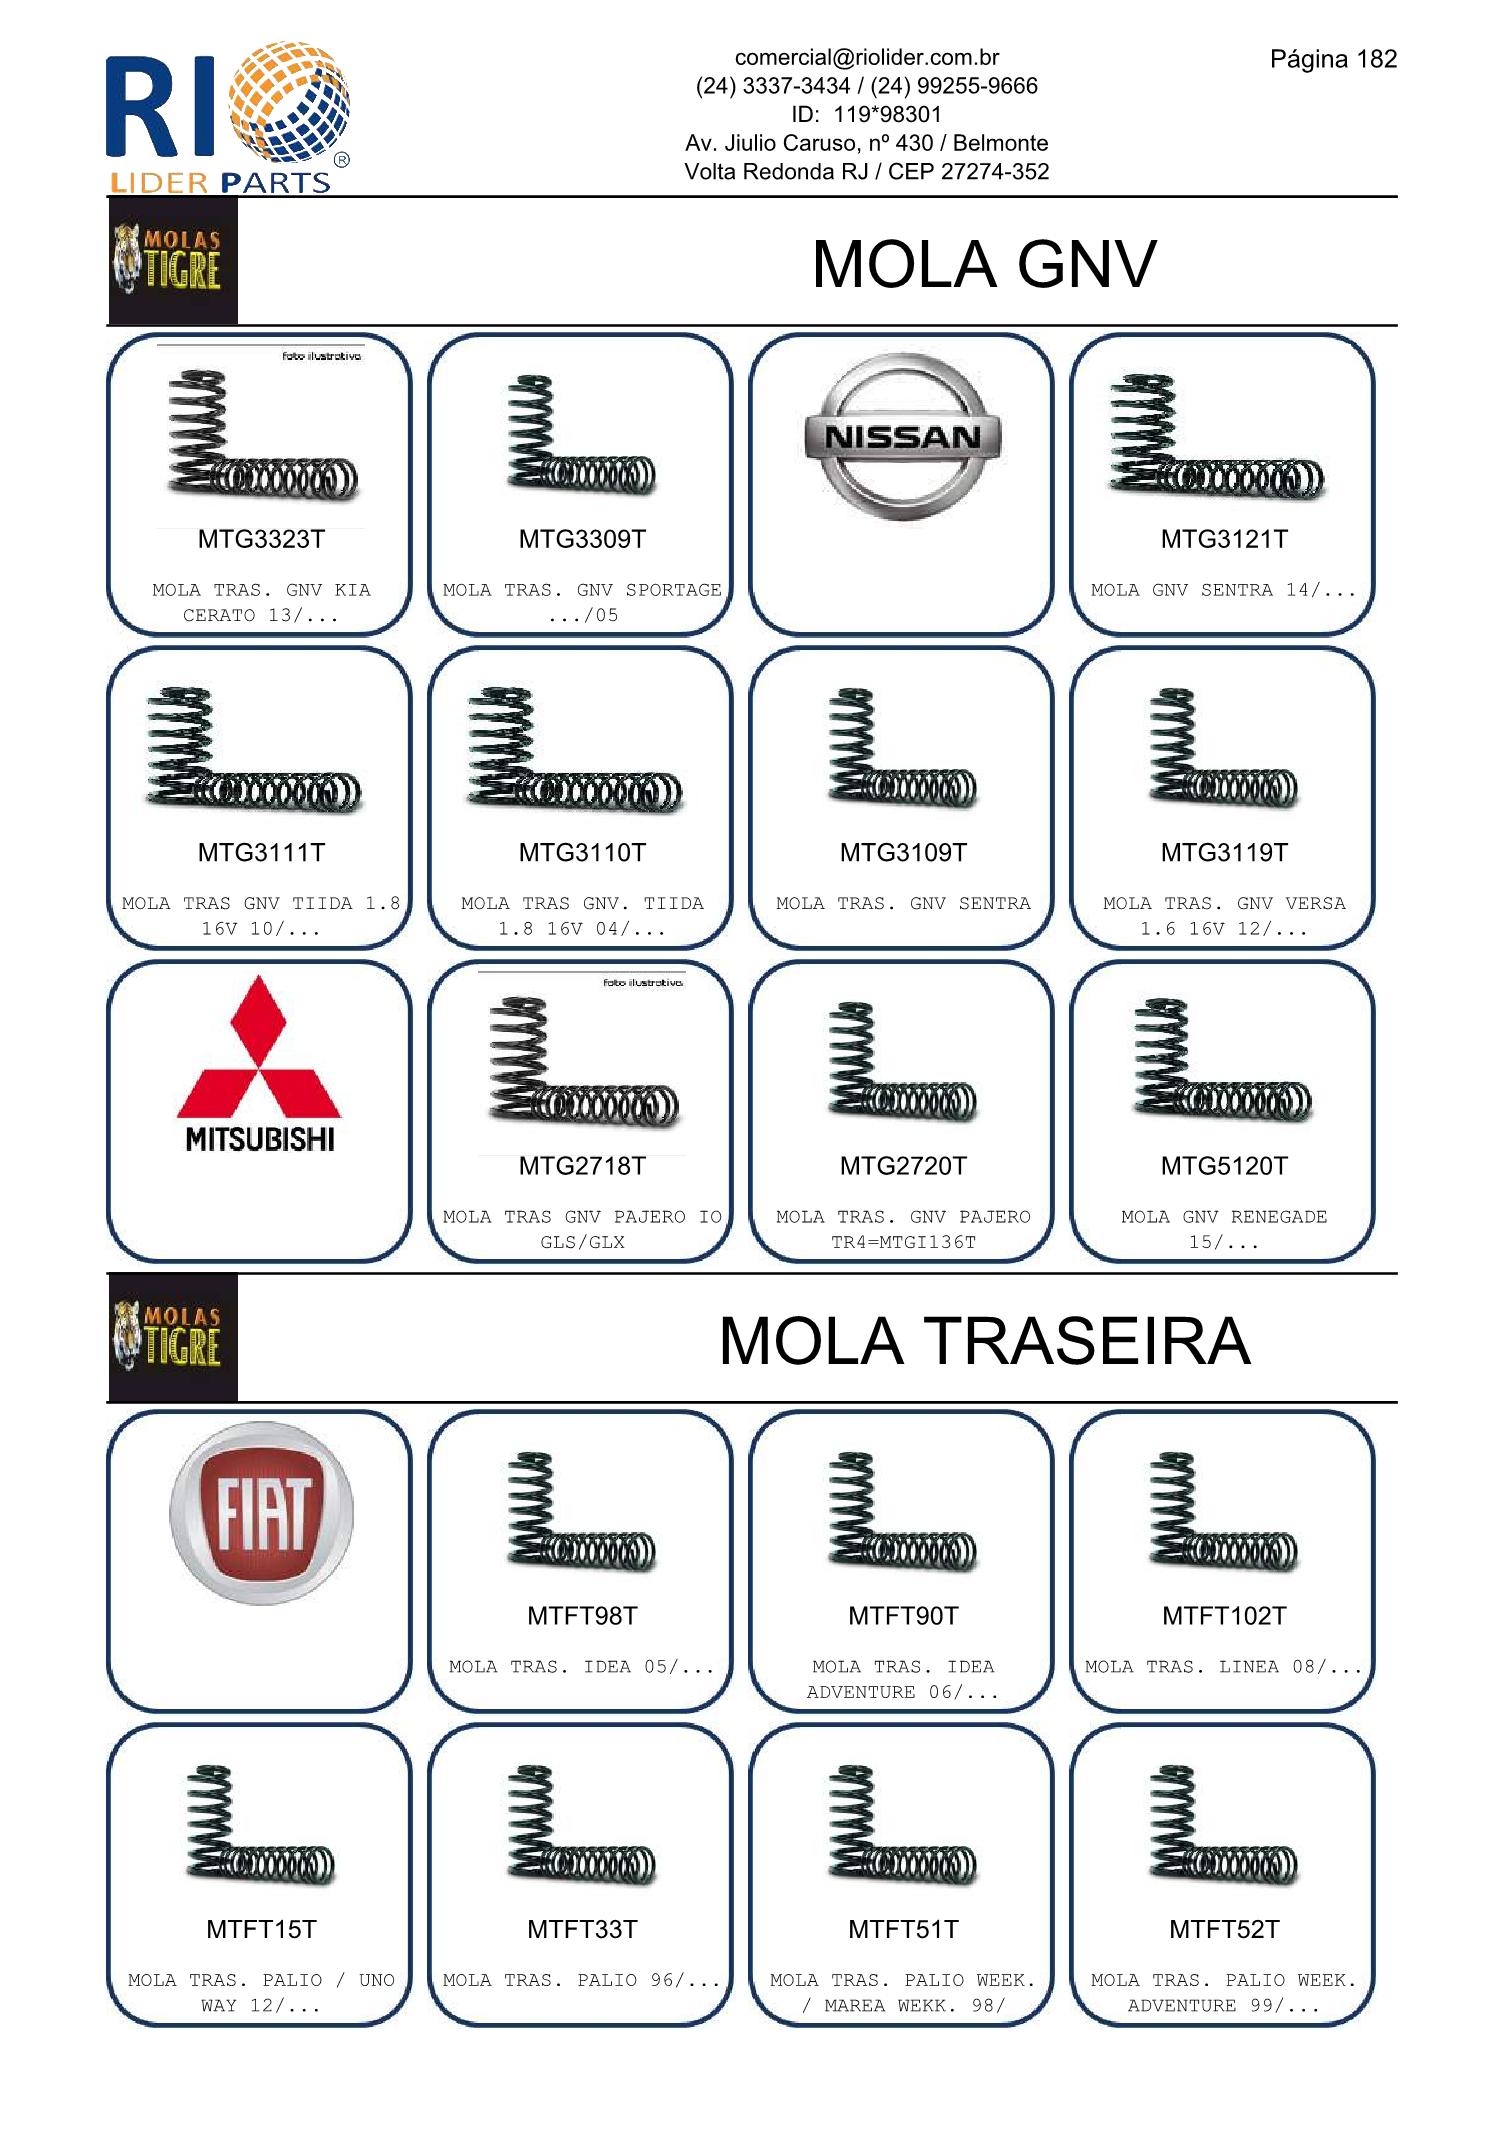 RIO
®
LIDER PARTS
comercial@riolider.com.br
(24) 3337-3434 / (24) 99255-9666
ID: 119*98301
Av. Jiulio Caruso, nº 430 / Belmonte
Volta Redonda RJ / CEP 27274-352
Página 182
MOLAS
TIGRE
MOLA GNV
foto ilustrativa
MTG3323T
MOLA TRAS. GNV KIA
CERATO 13/...
MTG3309T
MOLA TRAS. GNV SPORTAGE
.../05
NISSAN
MTG3121T
MOLA GNV SENTRA 14/...
MTG3111T
MOLA TRAS GNV TIIDA 1.8
16V 10/...
MTG3110T
MOLA TRAS GNV. TIIDA
1.8 16V 04/...
MTG3109T
MOLA TRAS. GNV SENTRA
MTG3119T
MOLA TRAS. GNV VERSA
1.6 16V 12/...
MITSUBISHI
foto ilustrativa
MTG2718T
MOLA TRAS GNV PAJERO IO
GLS/GLX
MTG2720T
MOLA TRAS. GNV PAJERO
TR4=MTGI136T
MTG5120T
MOLA GNV RENEGADE
15/...
MOLAS
TIGRE
MOLA TRASEIRA
FIAT
MTFT98T
MOLA TRAS. IDEA 05/...
MTFT90T
MOLA TRAS. IDEA
ADVENTURE 06/...
MTFT102T
MOLA TRAS. LINEA 08/...
MTFT15T
MOLA TRAS. PALIO / UNO
WAY 12/...
MTFT33T
MOLA TRAS. PALIO 96/...
MTFT51T
MOLA TRAS. PALIO WEEK.
/ MAREA WEKK. 98/
MTFT52T
MOLA TRAS. PALIO WEEK.
ADVENTURE 99/...